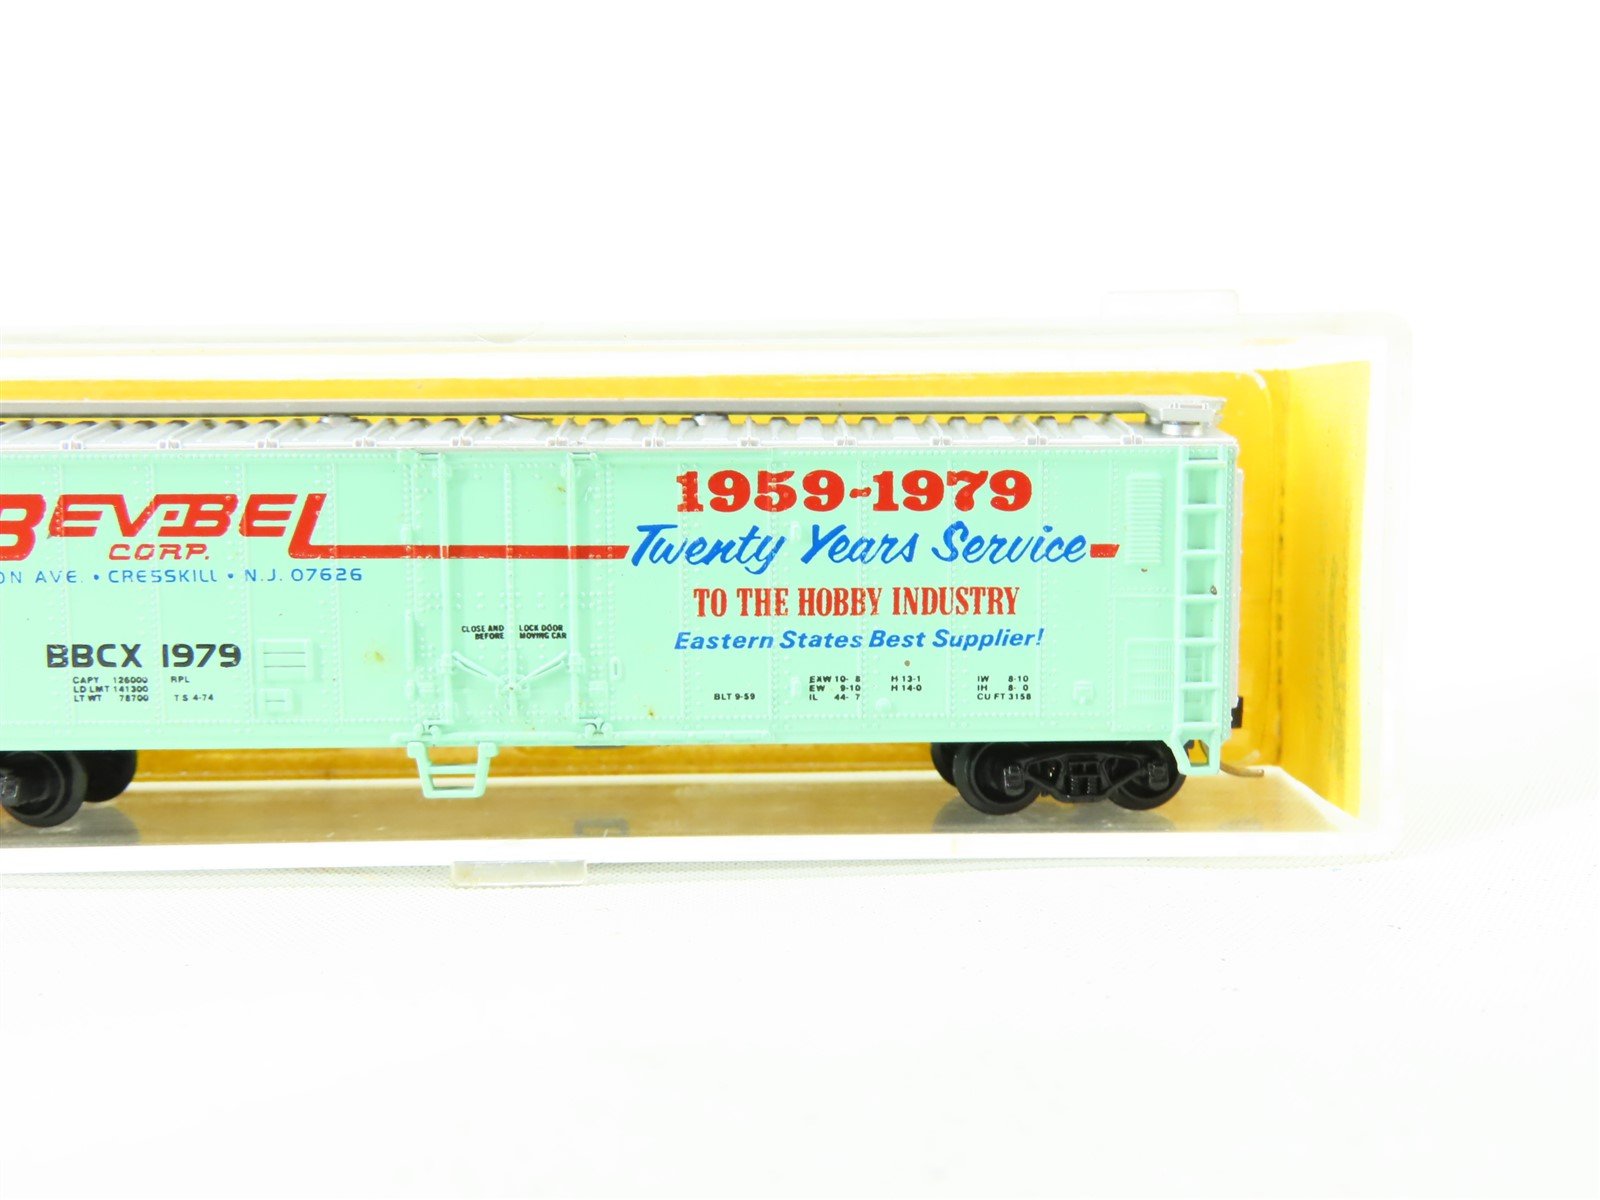 BEV-BEL
CORP.
ON AVE. • CRESSKILL • N.J. 07626
BBCX 1979
CAPY 126000 RPL
LD LMT 141300
LT WT 78700 TS 4-74
CLOSE AND LOCK DOOR
BEFORE MOVING CAR
1959-1979
Twenty Years Service
TO THE HOBBY INDUSTRY
Eastern States Best Supplier!
EXW 10-8 H 13-1 IW 8-10
BLT 9-59 EW 9-10 H 14-0 IH 8-0
IL 44-7 CU FT 3158